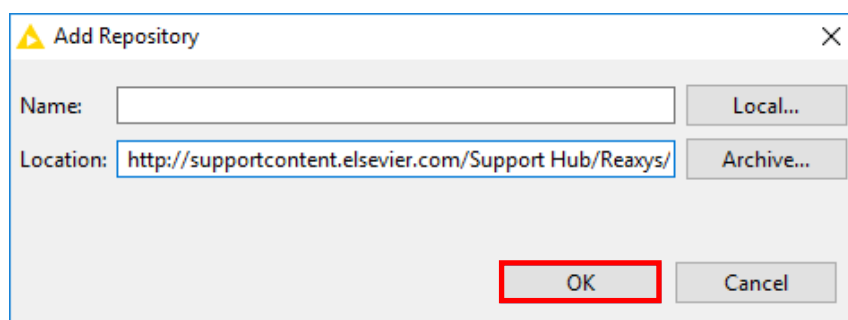 Add Repository
Name: Local...
Location: http://supportcontent.elsevier.com/Support Hub/Reaxys/ Archive...
OK Cancel